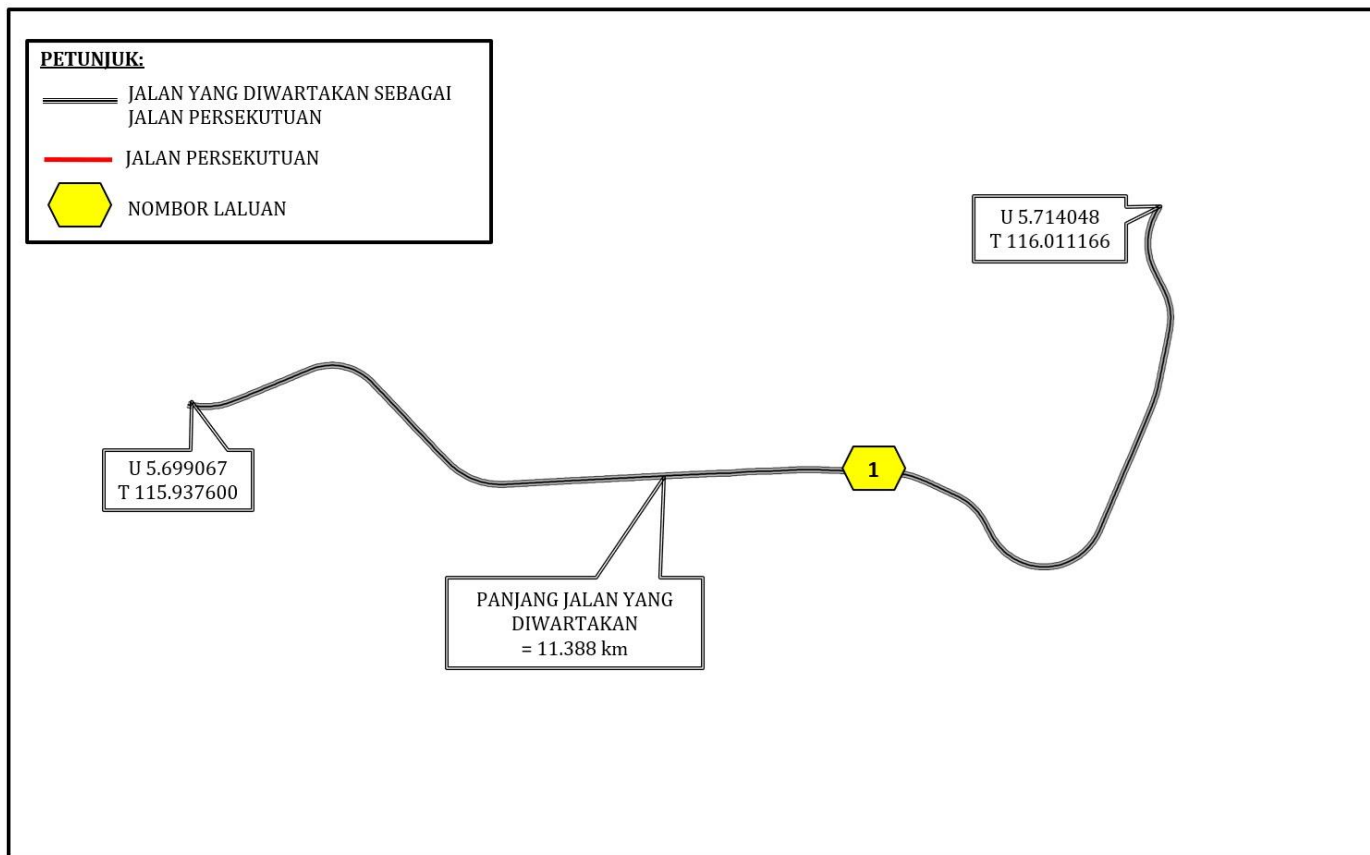 PETUNJUK:
JALAN YANG DIWARTAKAN SEBAGAI
JALAN PERSEKUTUAN
JALAN PERSEKUTUAN
NOMBOR LALUAN
U 5.714048
T 116.011166
U 5.699067
T 115.937600
1
PANJANG JALAN YANG
DIWARTAKAN
= 11.388 km